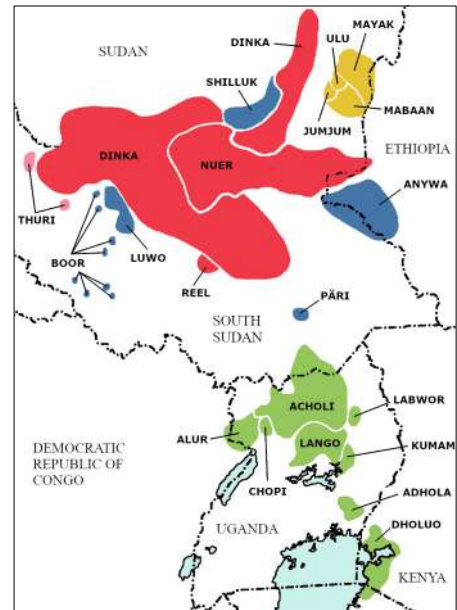 MAYAK
DINKA
ULU
SUDAN
SHILLUK
MABAAN
JUMJUM
DINKA
NUER
ETHIOPIA
ANYWA
THURI
LUWO
BOOR
REEL
PÄRI
SOUTH
SUDAN
ACHOLI
LABWOR
ALUR
LANGO
KUMAM
DEMOCRATIC
REPUBLIC OF
CONGO
CHOPI
ADHOLA
UGANDA
DHOLUO
KENYA